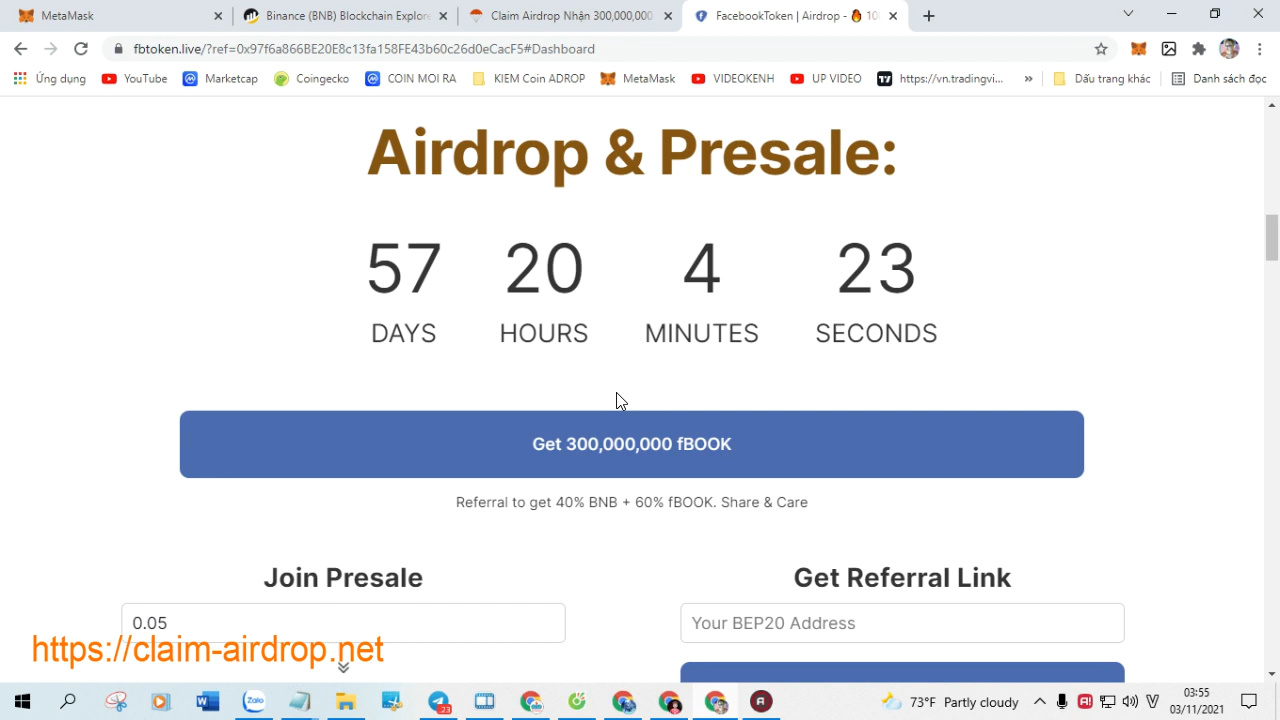 MetaMask
Binance (BNB) Blockchain Explore
Claim Airdrop Nhận 300,000,000
FacebookToken | Airdrop - 🔥 10
fbtoken.live/?ref=0x97f6a866BE20E8c13fa158FE43b60c26d0eCacF5#Dashboard
Ứng dụng
YouTube
Marketcap
Coingecko
COIN MOI RA
KIEM Coin ADROP
MetaMask
VIDEOKENH
UP VIDEO
https://vn.tradingvi...
»
Dấu trang khác
Danh sách đọc
Airdrop & Presale:
57 20 4 23
DAYS HOURS MINUTES SECONDS
Get 300,000,000 fBOOK
Referral to get 40% BNB + 60% fBOOK. Share & Care
Join Presale
Get Referral Link
0.05
Your BEP20 Address
https://claim-airdrop.net
Zalo
23
73°F Partly cloudy
03:55
03/11/2021